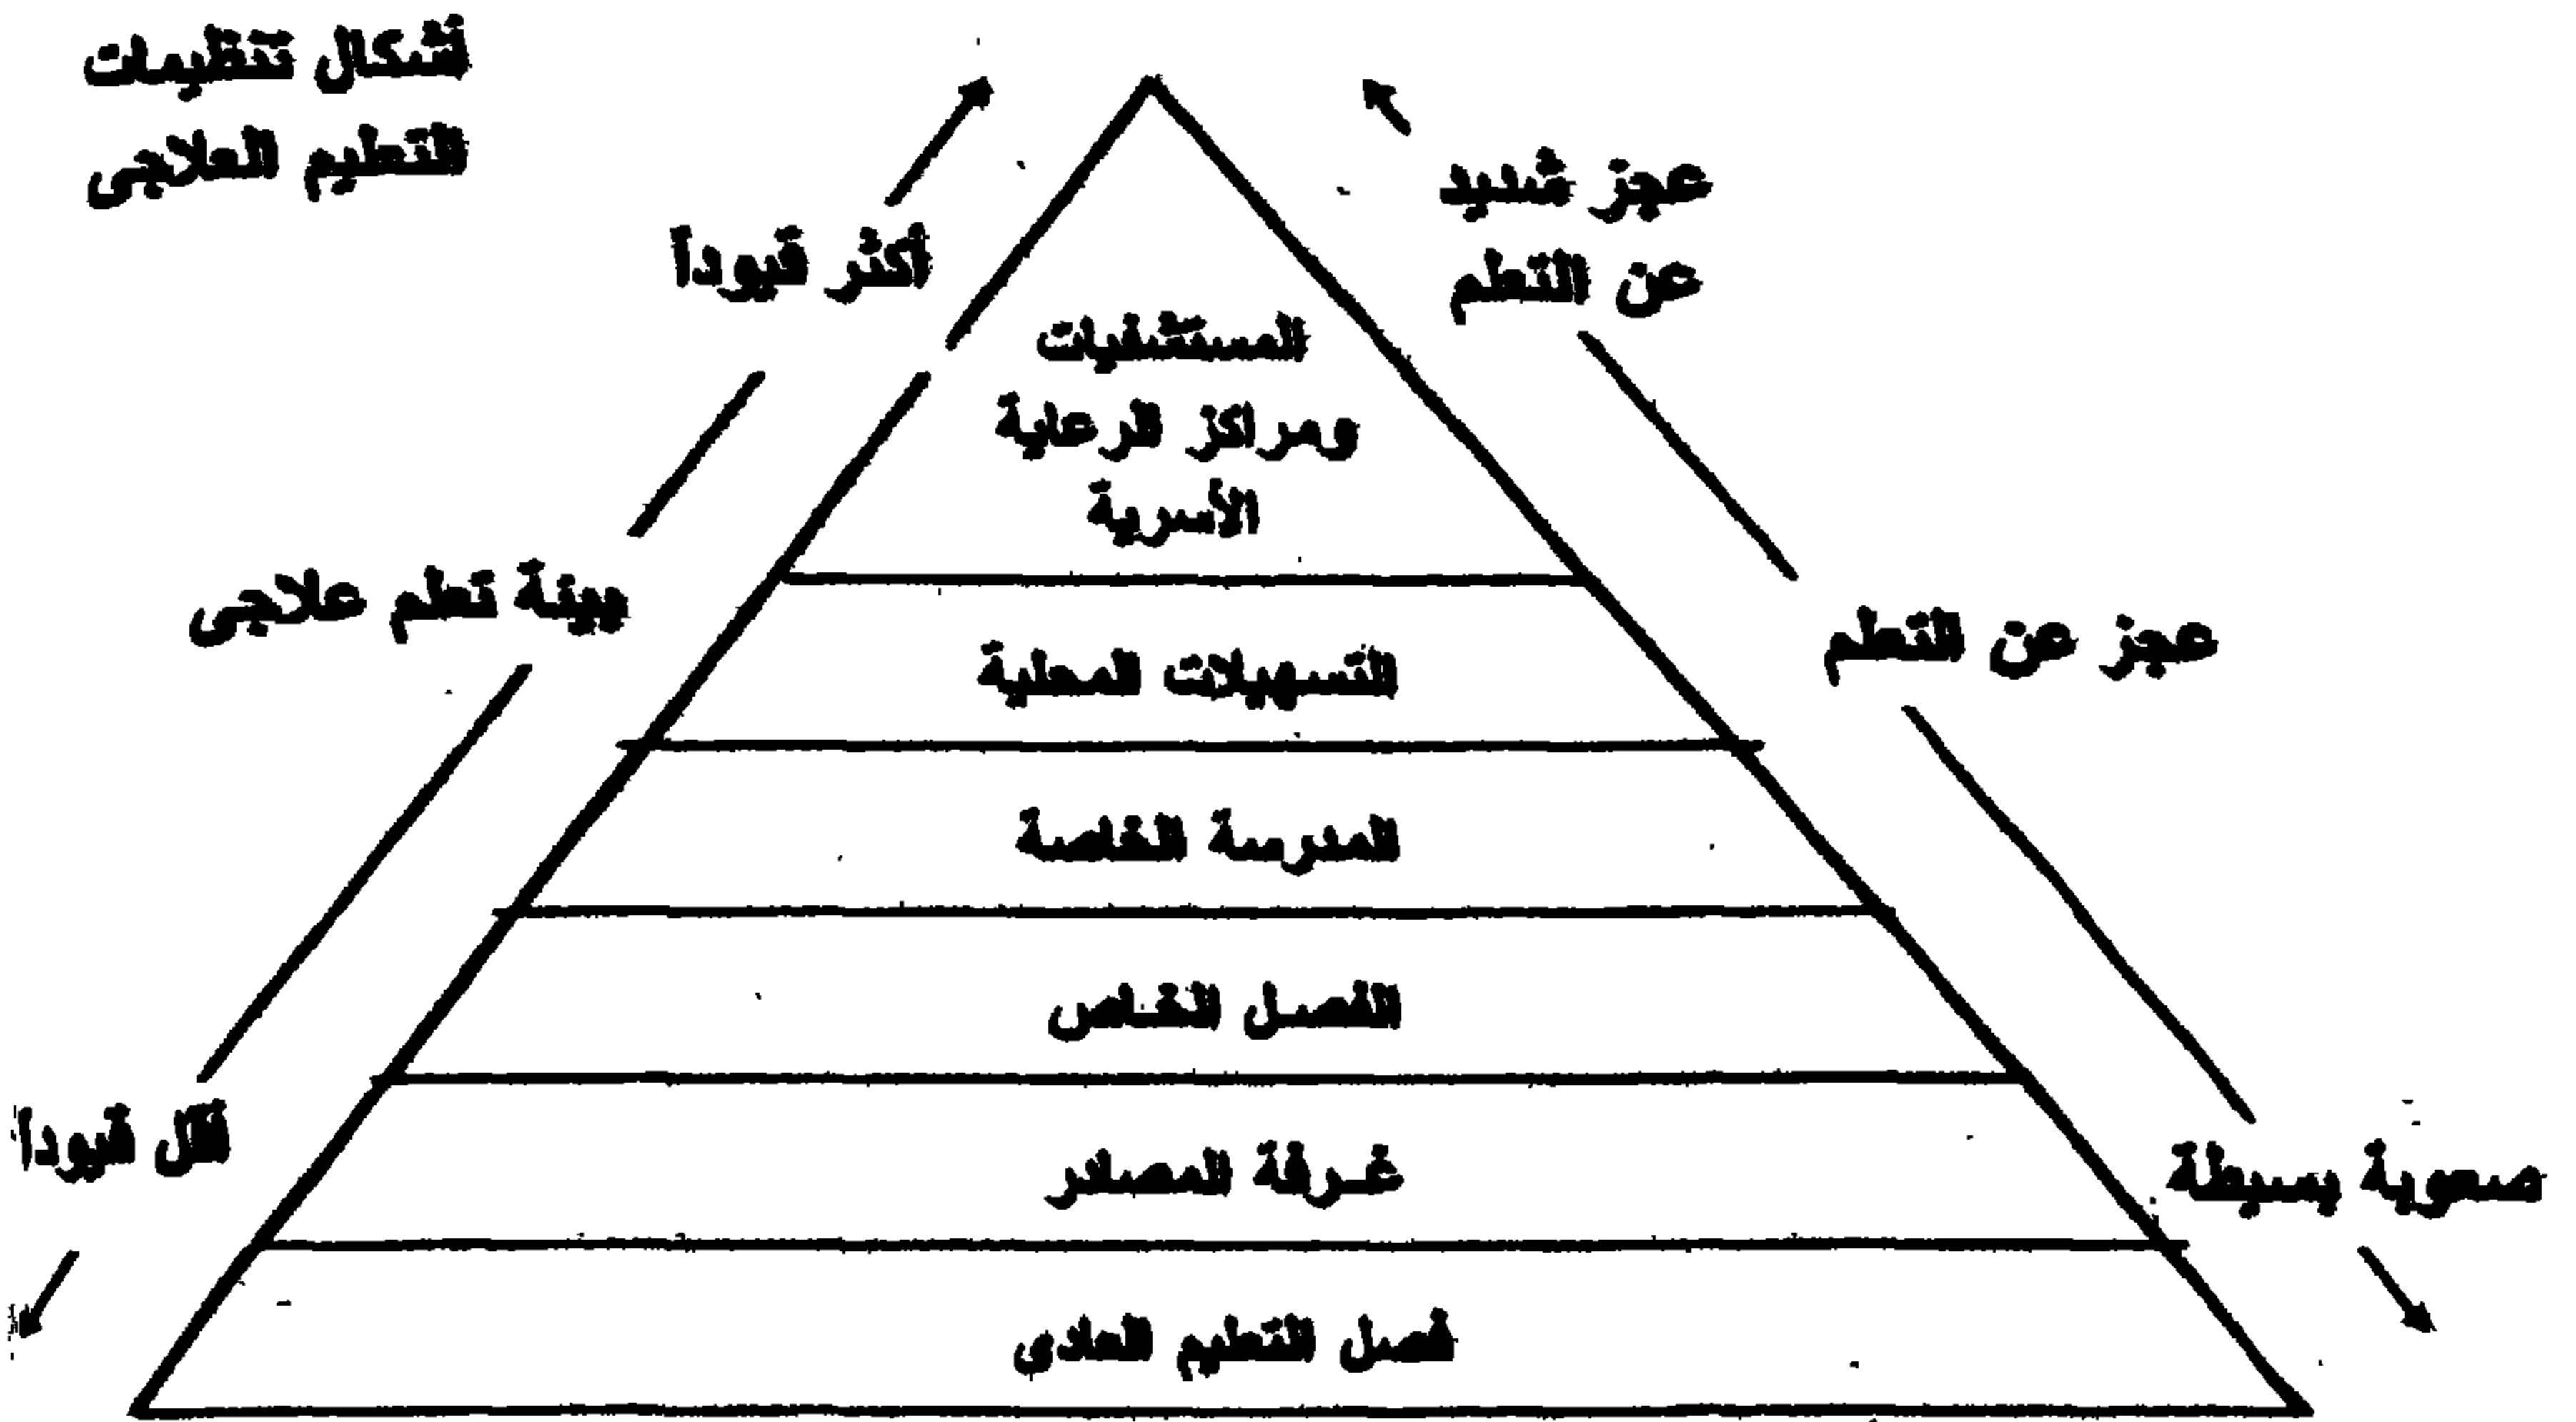 أشكال تنظيمات
التعليم العلاجى
عجز شديد
عن التعلم
أكثر قيوداً
المستشفيات
ومراكز الرعاية
الأسرية
بيئة تعلم علاجى
عجز عن التعلم
التسهيلات المحلية
المدرسة الخاصة
الفصل الخاص
أقل قيوداً
غرفة المصادر
صعوبة بسيطة
فصل التعليم العادى